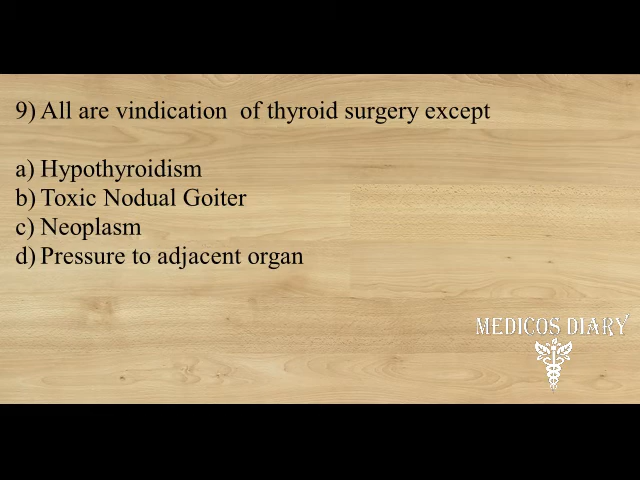 9) All are vindication of thyroid surgery except
a) Hypothyroidism
b) Toxic Nodual Goiter
c) Neoplasm
d) Pressure to adjacent organ
MEDICOS DIARY